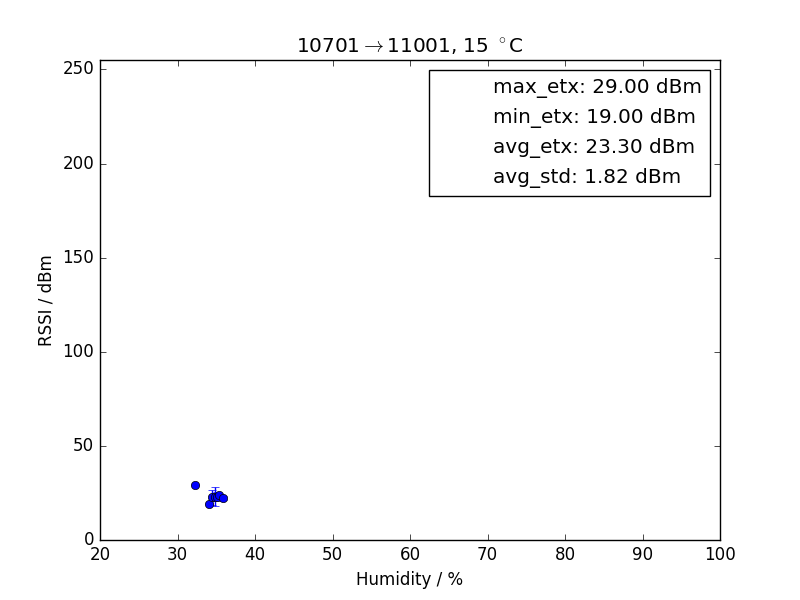 10701→11001, 15 °C
max_etx: 29.00 dBm
min_etx: 19.00 dBm
avg_etx: 23.30 dBm
avg_std: 1.82 dBm
RSSI / dBm
250
200
150
100
50
0
20 30 40 50 60 70 80 90 100
Humidity / %